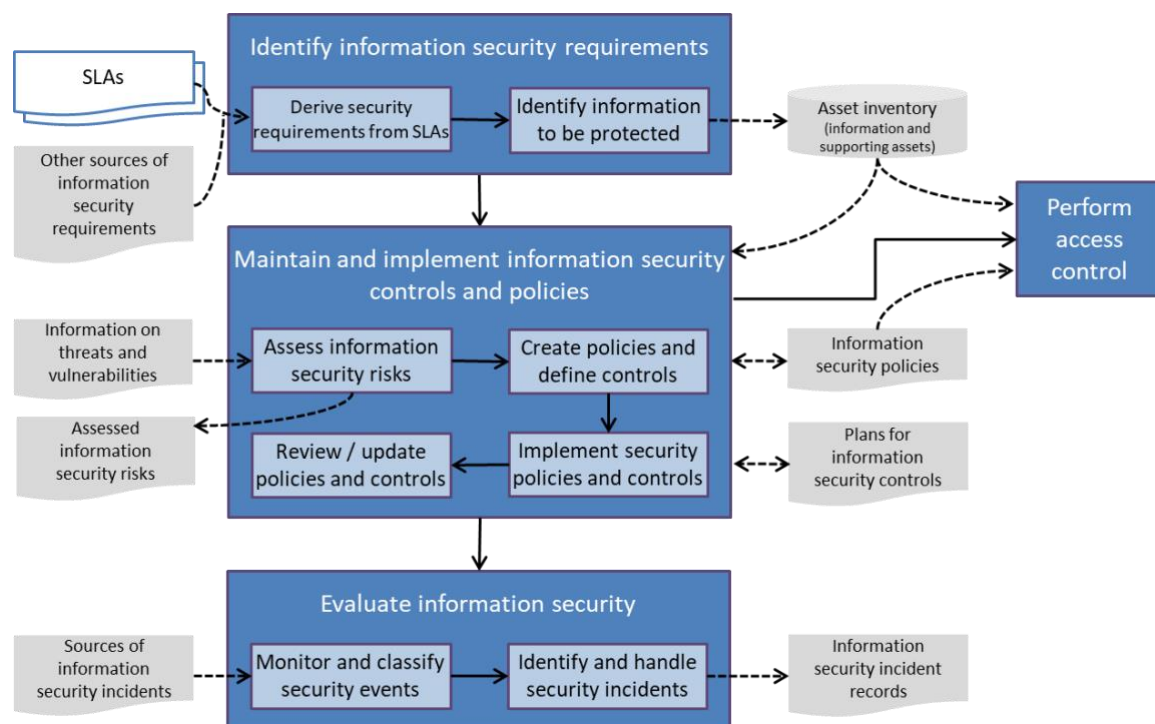 Identify information security requirements
SLAs
Derive security
requirements from SLAs
Identify information
to be protected
Asset inventory
(information and
supporting assets)
Other sources of
information
security
requirements
Perform
access
control
Maintain and implement information security
controls and policies
Information on
threats and
vulnerabilities
Assess information
security risks
Create policies and
define controls
Information
security policies
Assessed
information
security risks
Review / update
policies and controls
Implement security
policies and controls
Plans for
information
security controls
Evaluate information security
Sources of
information
security incidents
Monitor and classify
security events
Identify and handle
security incidents
Information
security incident
records